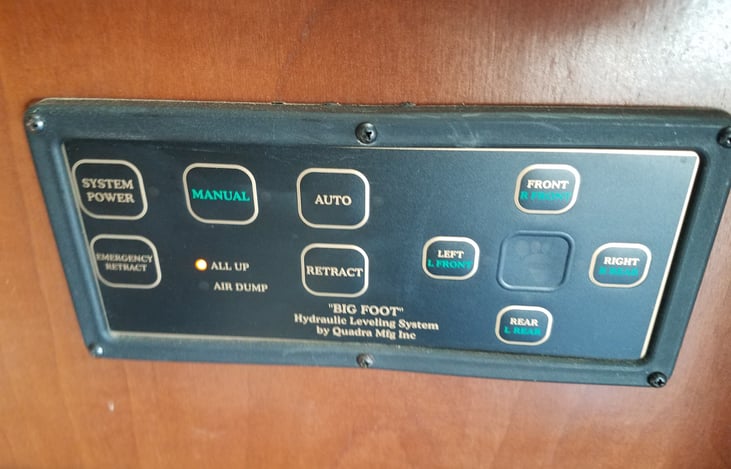 SYSTEM
POWER
MANUAL
AUTO
FRONT
R FRONT
EMERGENCY
RETRACT
ALL UP
AIR DUMP
RETRACT
LEFT
L FRONT
RIGHT
R REAR
REAR
L REAR
"BIG FOOT"
Hydraulic Leveling System
by Quadra Mfg Inc